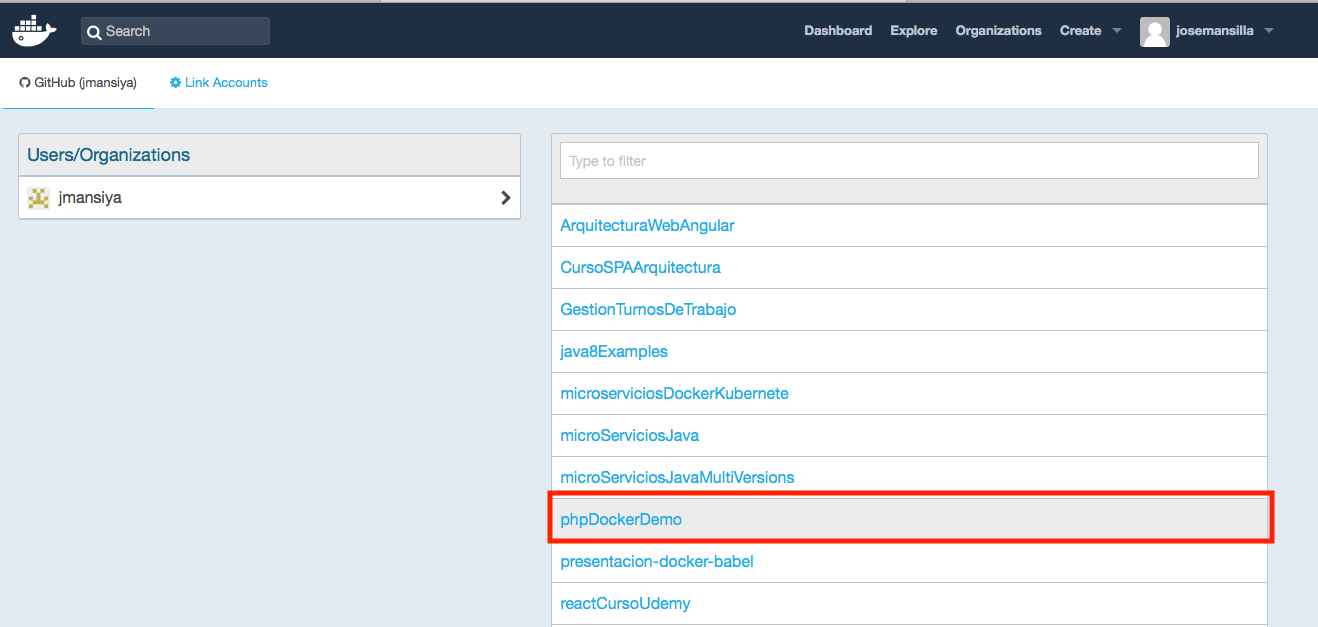 Search
Dashboard Explore Organizations Create josemansilla
GitHub (jmansiya) Link Accounts
Users/Organizations
jmansiya
Type to filter
ArquitecturaWebAngular
CursoSPAArquitectura
GestionTurnosDeTrabajo
java8Examples
microserviciosDockerKubernete
microServiciosJava
microServiciosJavaMultiVersions
phpDockerDemo
presentacion-docker-babel
reactCursoUdemy